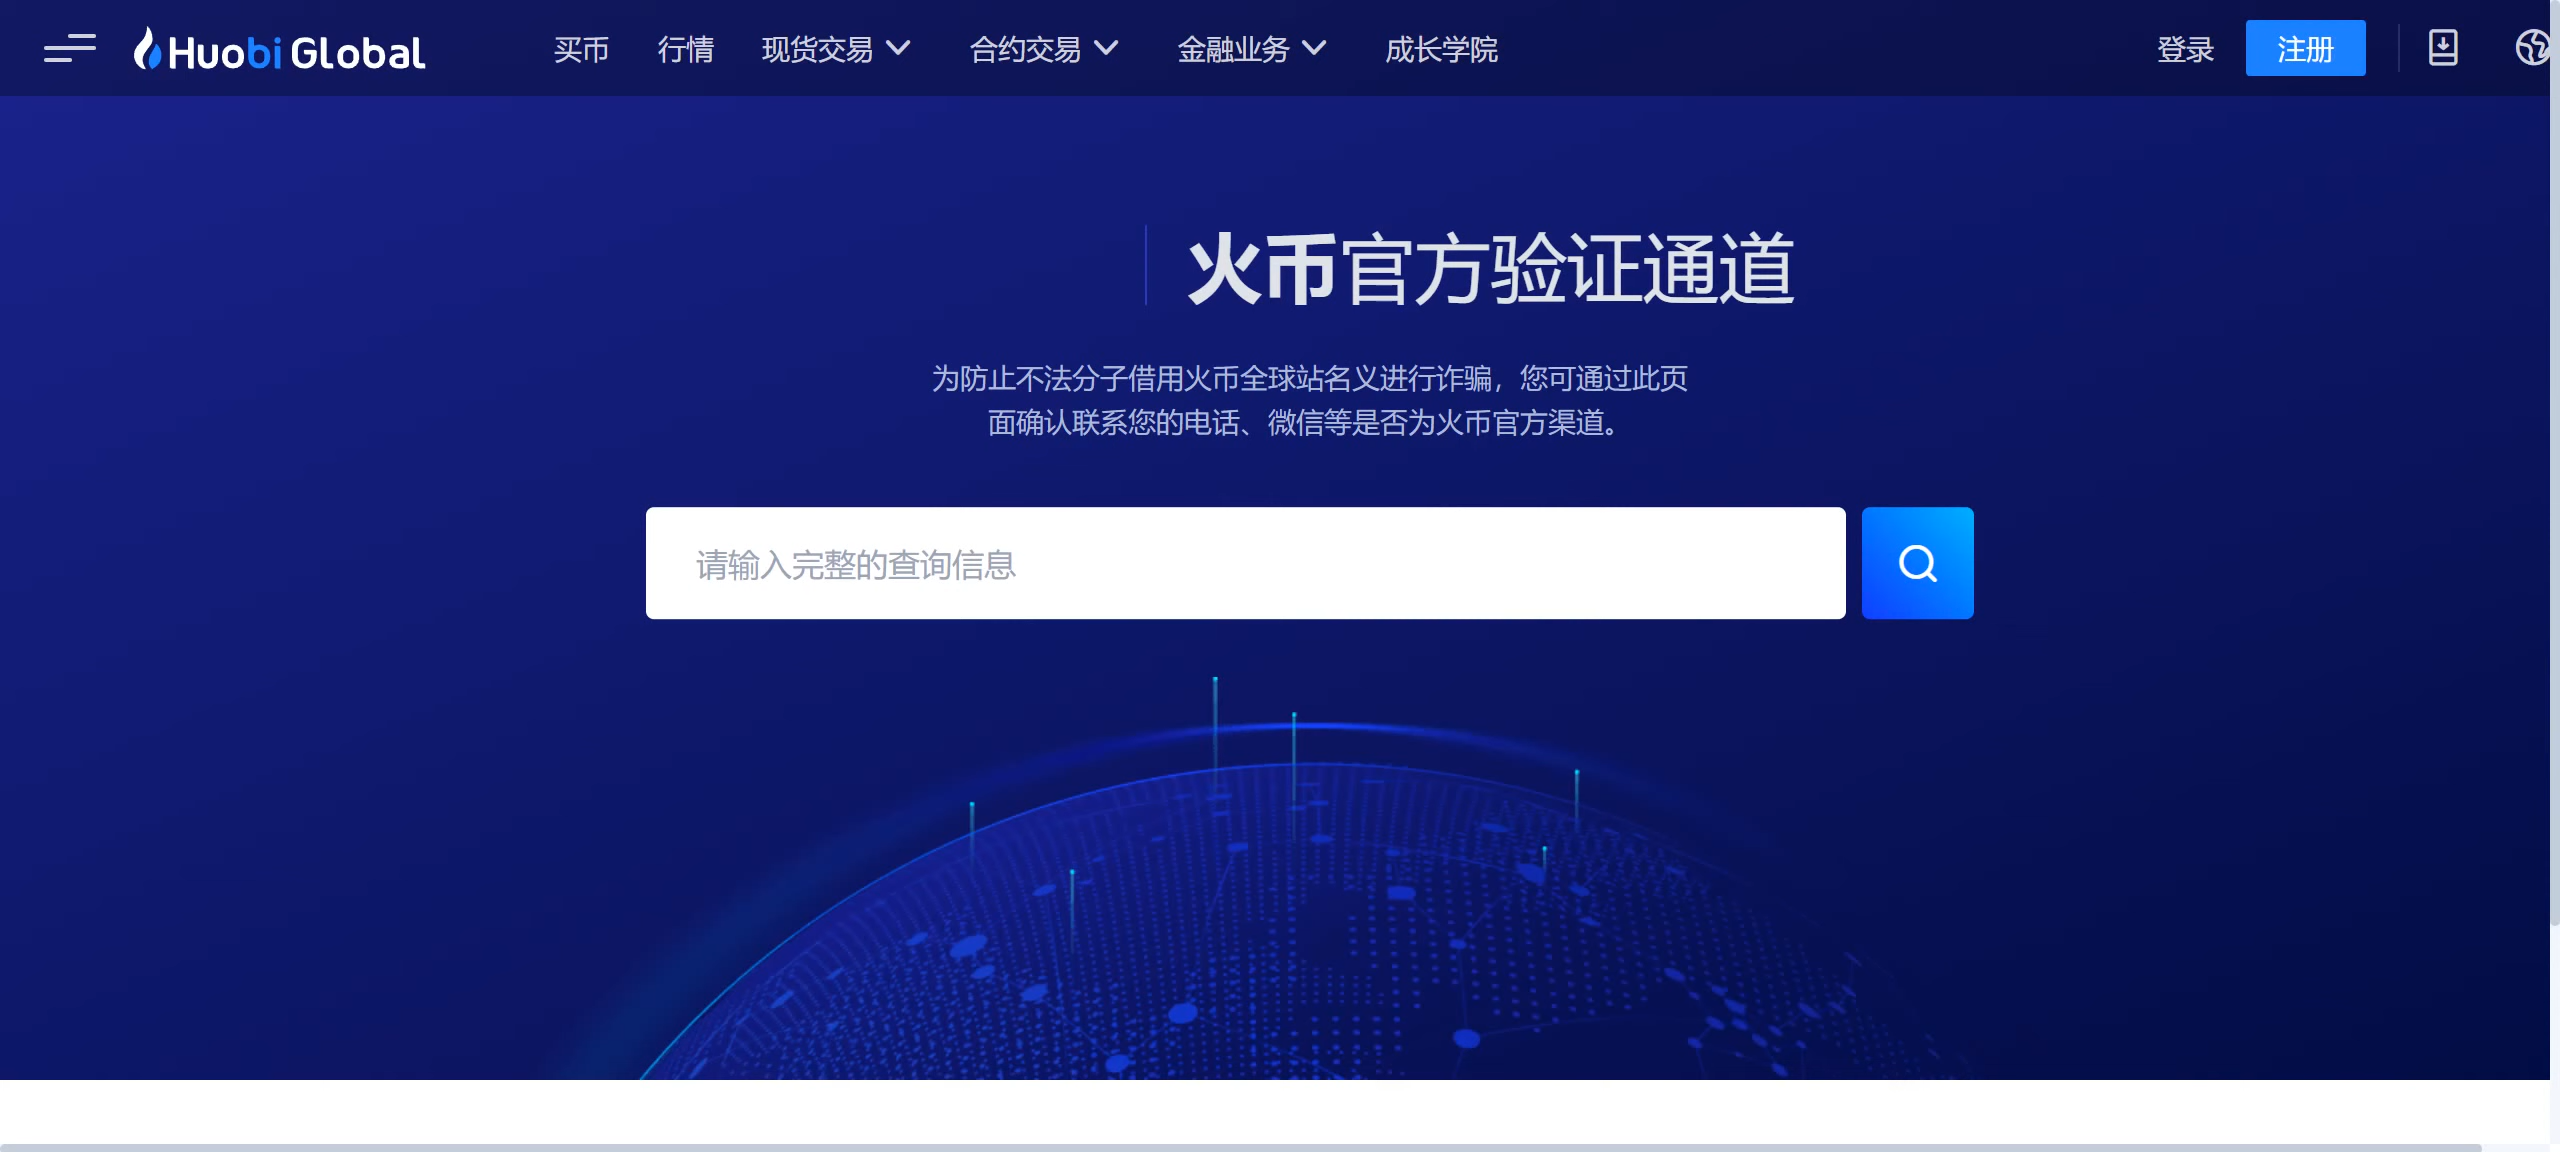 Huobi Global
买币
行情
现货交易
合约交易
金融业务
成长学院
登录
注册
火币官方验证通道
为防止不法分子借用火币全球站名义进行诈骗，您可通过此页
面确认联系您的电话、微信等是否为火币官方渠道。
请输入完整的查询信息